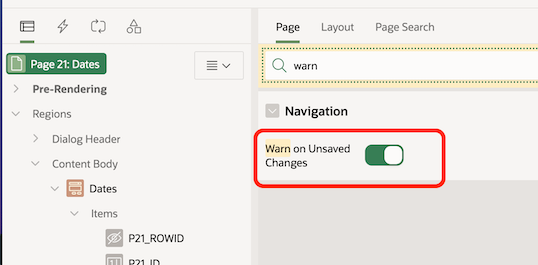 Page
Layout
Page Search
Page 21: Dates
warn
Pre-Rendering
Navigation
Regions
Dialog Header
Warn on Unsaved
Changes
Content Body
Dates
Items
P21_ROWID
P21_ID